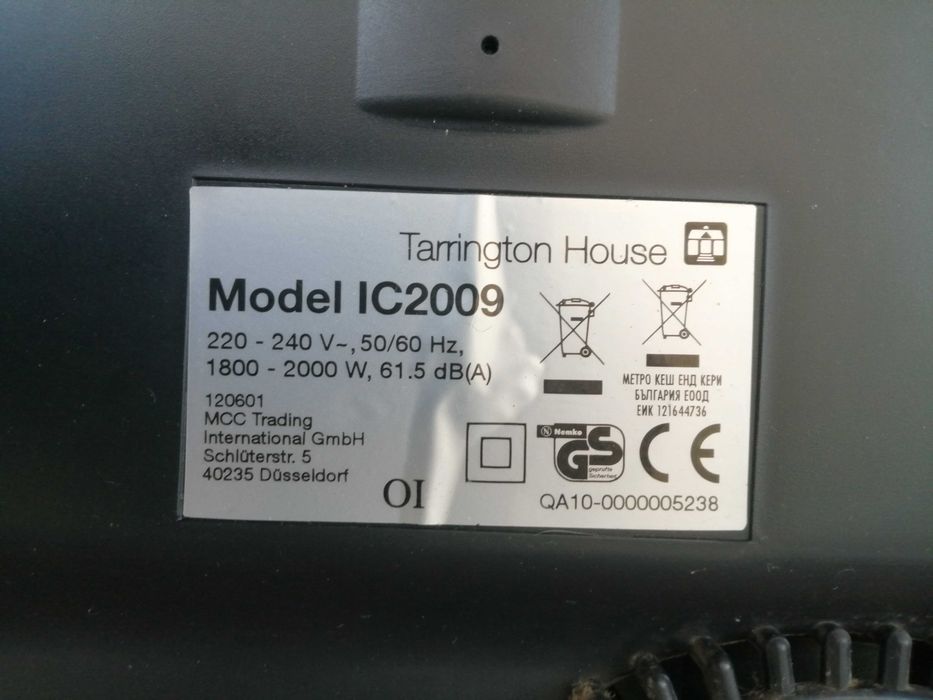 Tarrington House
Model IC2009
220 - 240 V~, 50/60 Hz,
1800 - 2000 W, 61.5 dB(A)
МЕТРО КЕШ ЕНД КЕРИ
БЪЛГАРИЯ ЕООД
ЕИК 121644736
120601
MCC Trading
International GmbH
Schlüterstr. 5
40235 Düsseldorf
OI
N Nemko
GS
geprüfte
Sicherheit
CE
QA10-0000005238